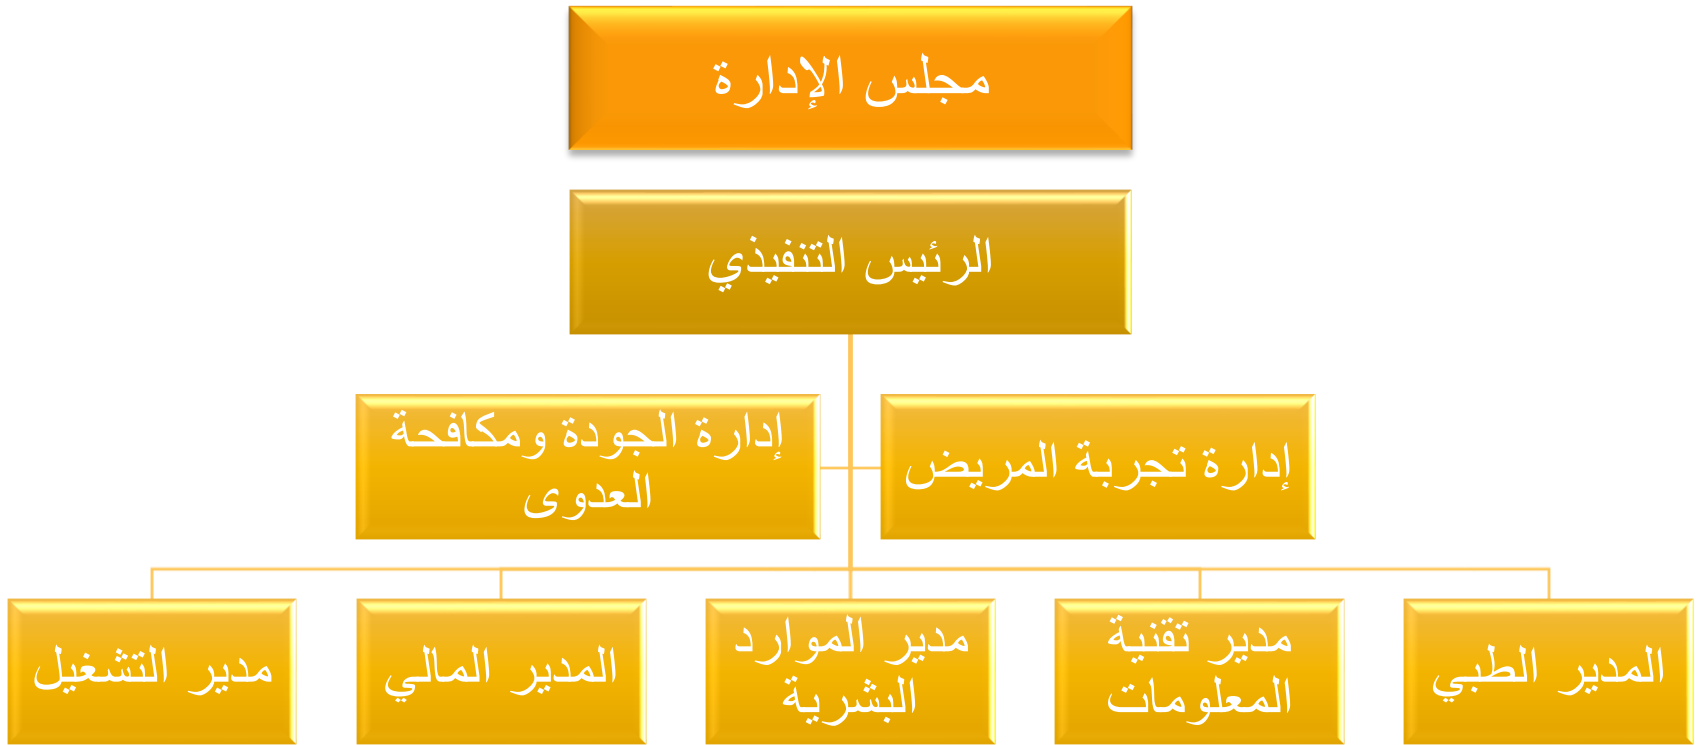 مجلس الإدارة
الرئيس التنفيذي
إدارة تجربة المريض
إدارة الجودة ومكافحة
العدوى
المدير الطبي
مدير تقنية
المعلومات
مدير الموارد
البشرية
المدير المالي
مدير التشغيل